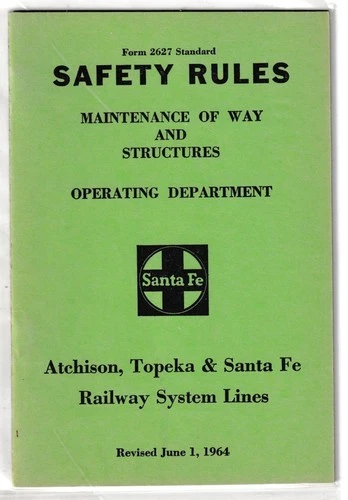 Form 2627 Standard
SAFETY RULES
MAINTENANCE OF WAY
AND
STRUCTURES
OPERATING DEPARTMENT
Santa Fe
Atchison, Topeka & Santa Fe
Railway System Lines
Revised June 1, 1964